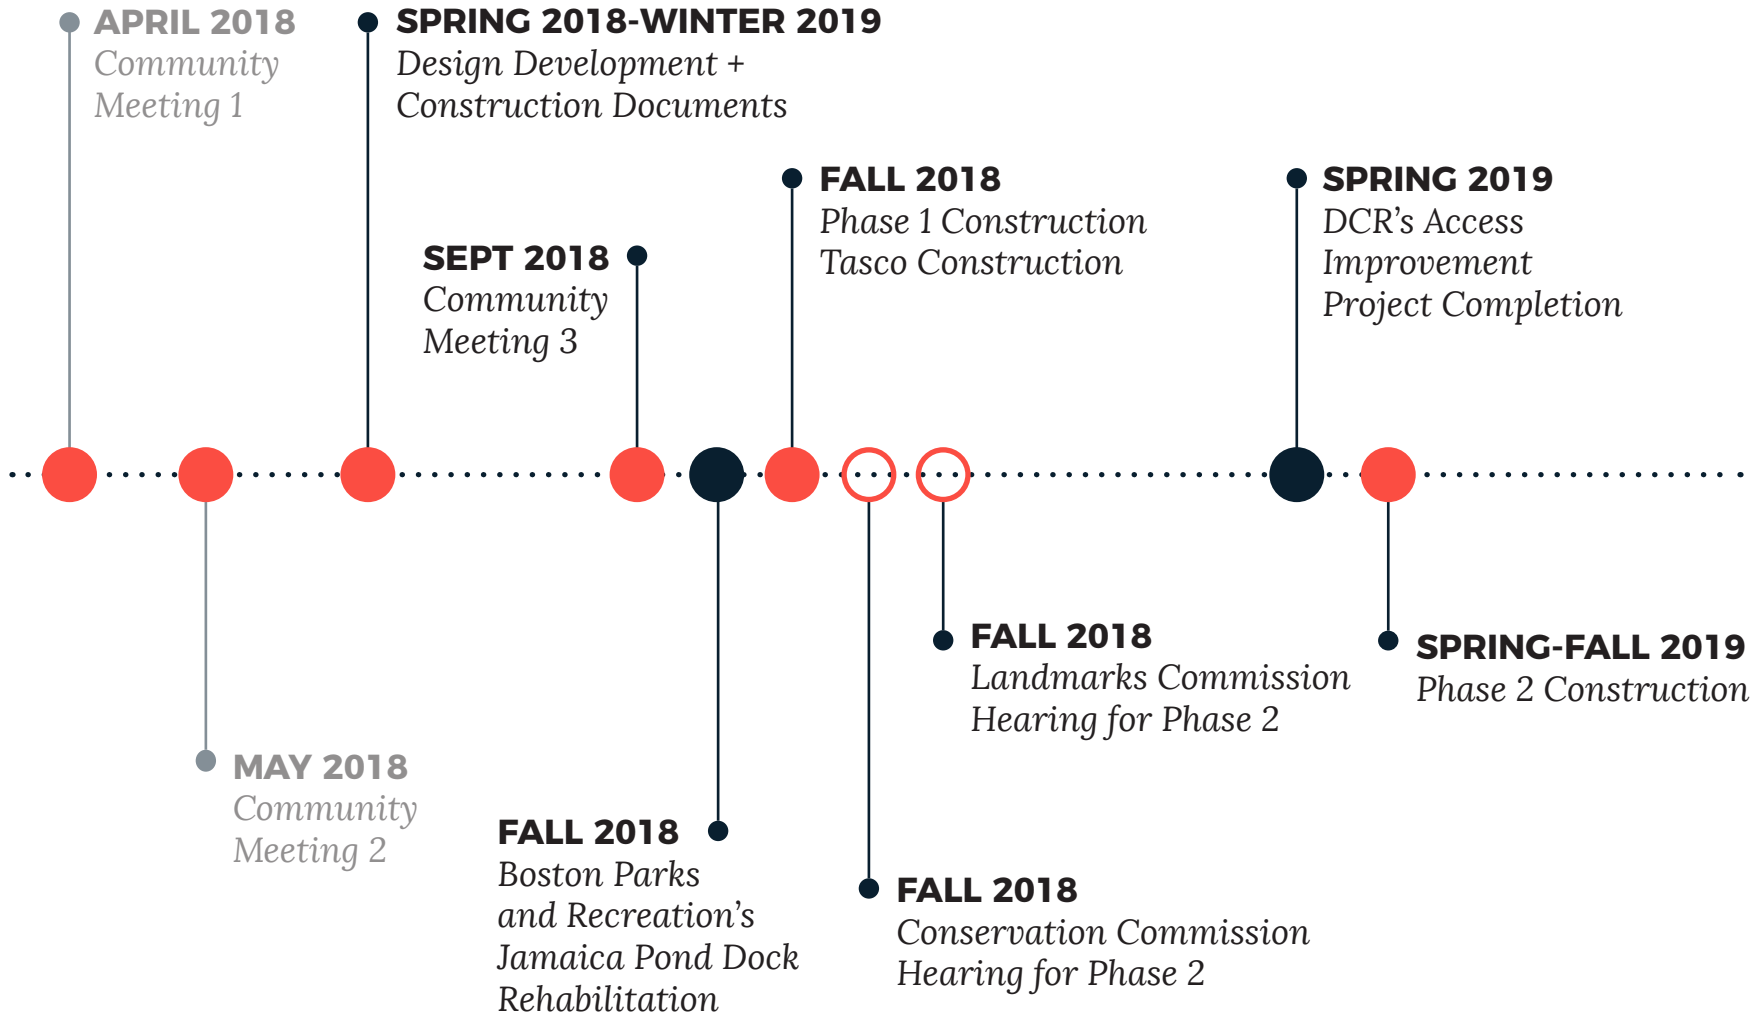 APRIL 2018
Community
Meeting 1
SPRING 2018-WINTER 2019
Design Development +
Construction Documents
SEPT 2018
Community
Meeting 3
FALL 2018
Phase 1 Construction
Tasco Construction
SPRING 2019
DCR’s Access
Improvement
Project Completion
MAY 2018
Community
Meeting 2
FALL 2018
Boston Parks
and Recreation’s
Jamaica Pond Dock
Rehabilitation
FALL 2018
Conservation Commission
Hearing for Phase 2
FALL 2018
Landmarks Commission
Hearing for Phase 2
SPRING-FALL 2019
Phase 2 Construction